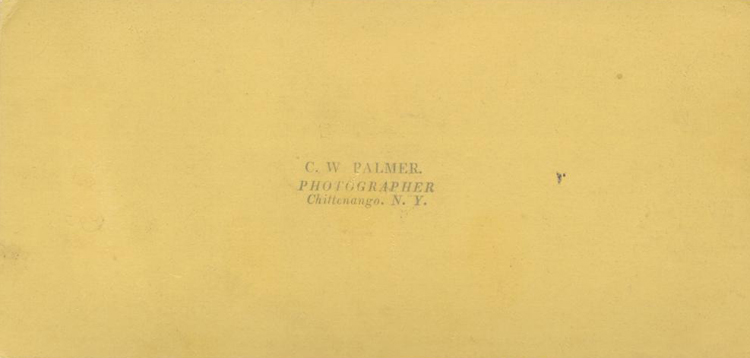 C. W. PALMER.
PHOTOGRAPHER
Chittenango. N. Y.